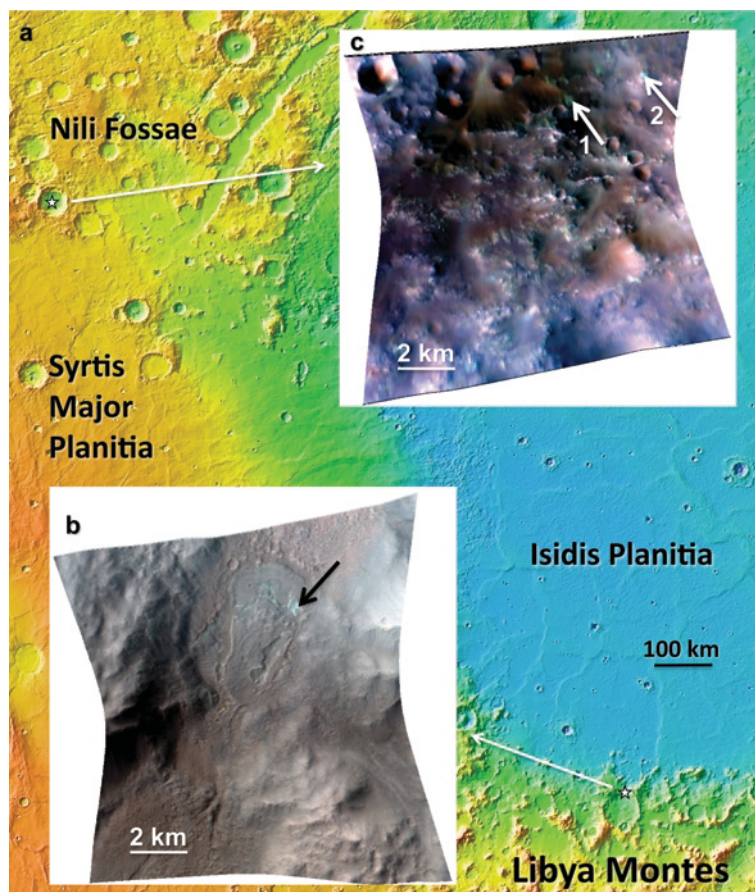 a
Nili Fossae
c
1
2
2 km
Syrtis
Major
Planitia
b
2 km
Isidis Planitia
100 km
Libya Montes